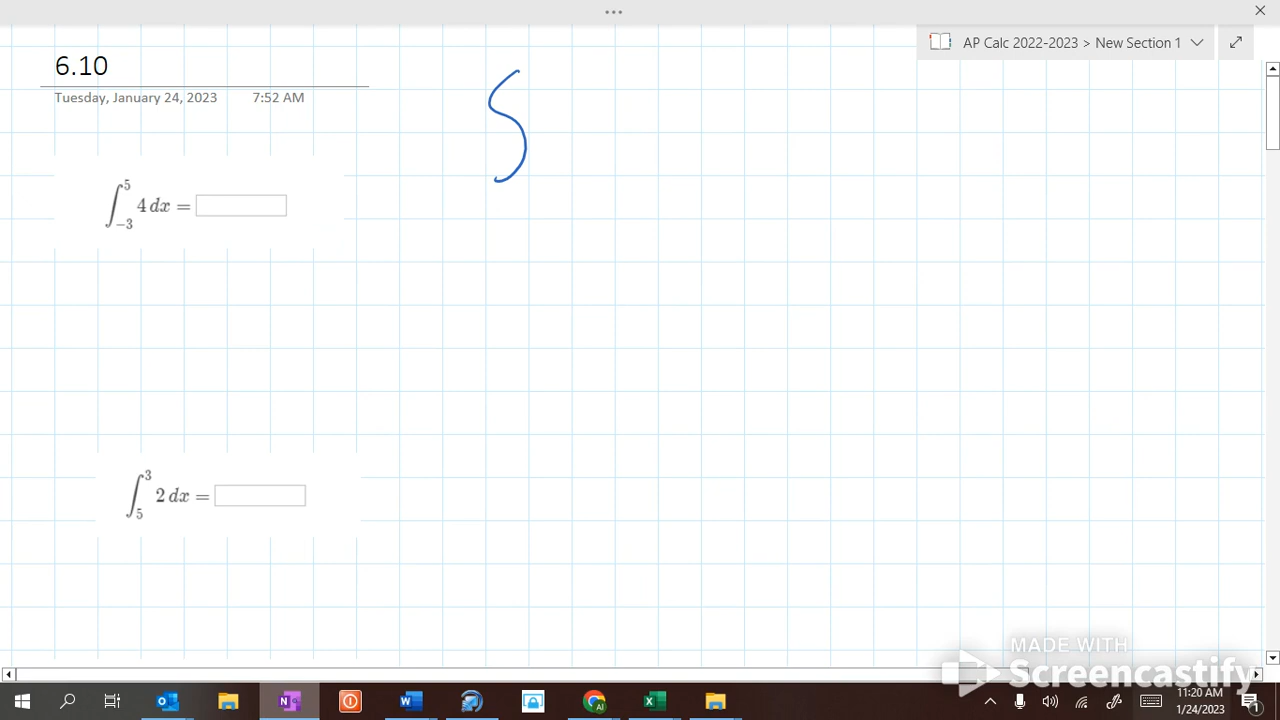 AP Calc 2022-2023 > New Section 1
6.10
Tuesday, January 24, 2023 7:52 AM
∫_{-3}^{5} 4 dx =
∫_{5}^{3} 2 dx =
MADE WITH
Screencastify
11:20 AM
1/24/2023